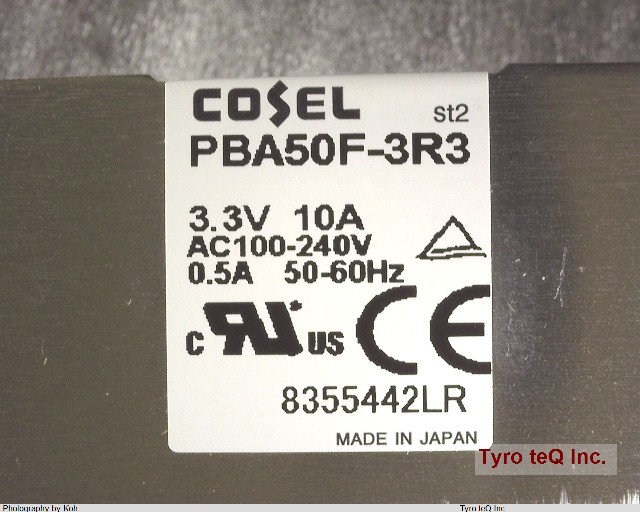 COSEL
st2
PBA50F-3R3
3.3V 10A
AC100-240V
0.5A 50-60Hz
C UR US CE
8355442LR
MADE IN JAPAN
Tyro teQ Inc.
Photography by Koh
Tyro teQ Inc